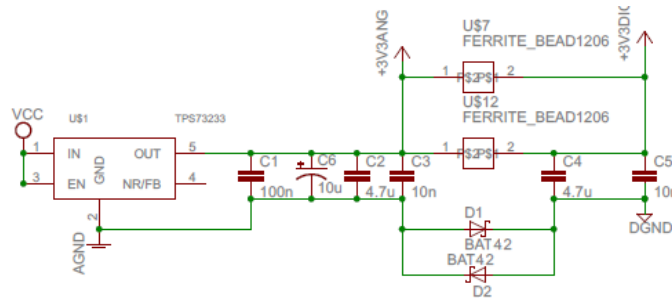 U$7
FERRITE_BEAD1206
+3V3ANG
+3V3DIG
1
2
U$12
FERRITE_BEAD1206
VCC
U$1
TPS73233
1
IN
OUT
5
GND
3
EN
NR/FB
4
2
AGND
C1
100n
C6
10u
C2
4.7u
C3
10n
1
2
C4
4.7u
C5
DGND
D1
BAT42
BAT42
D2